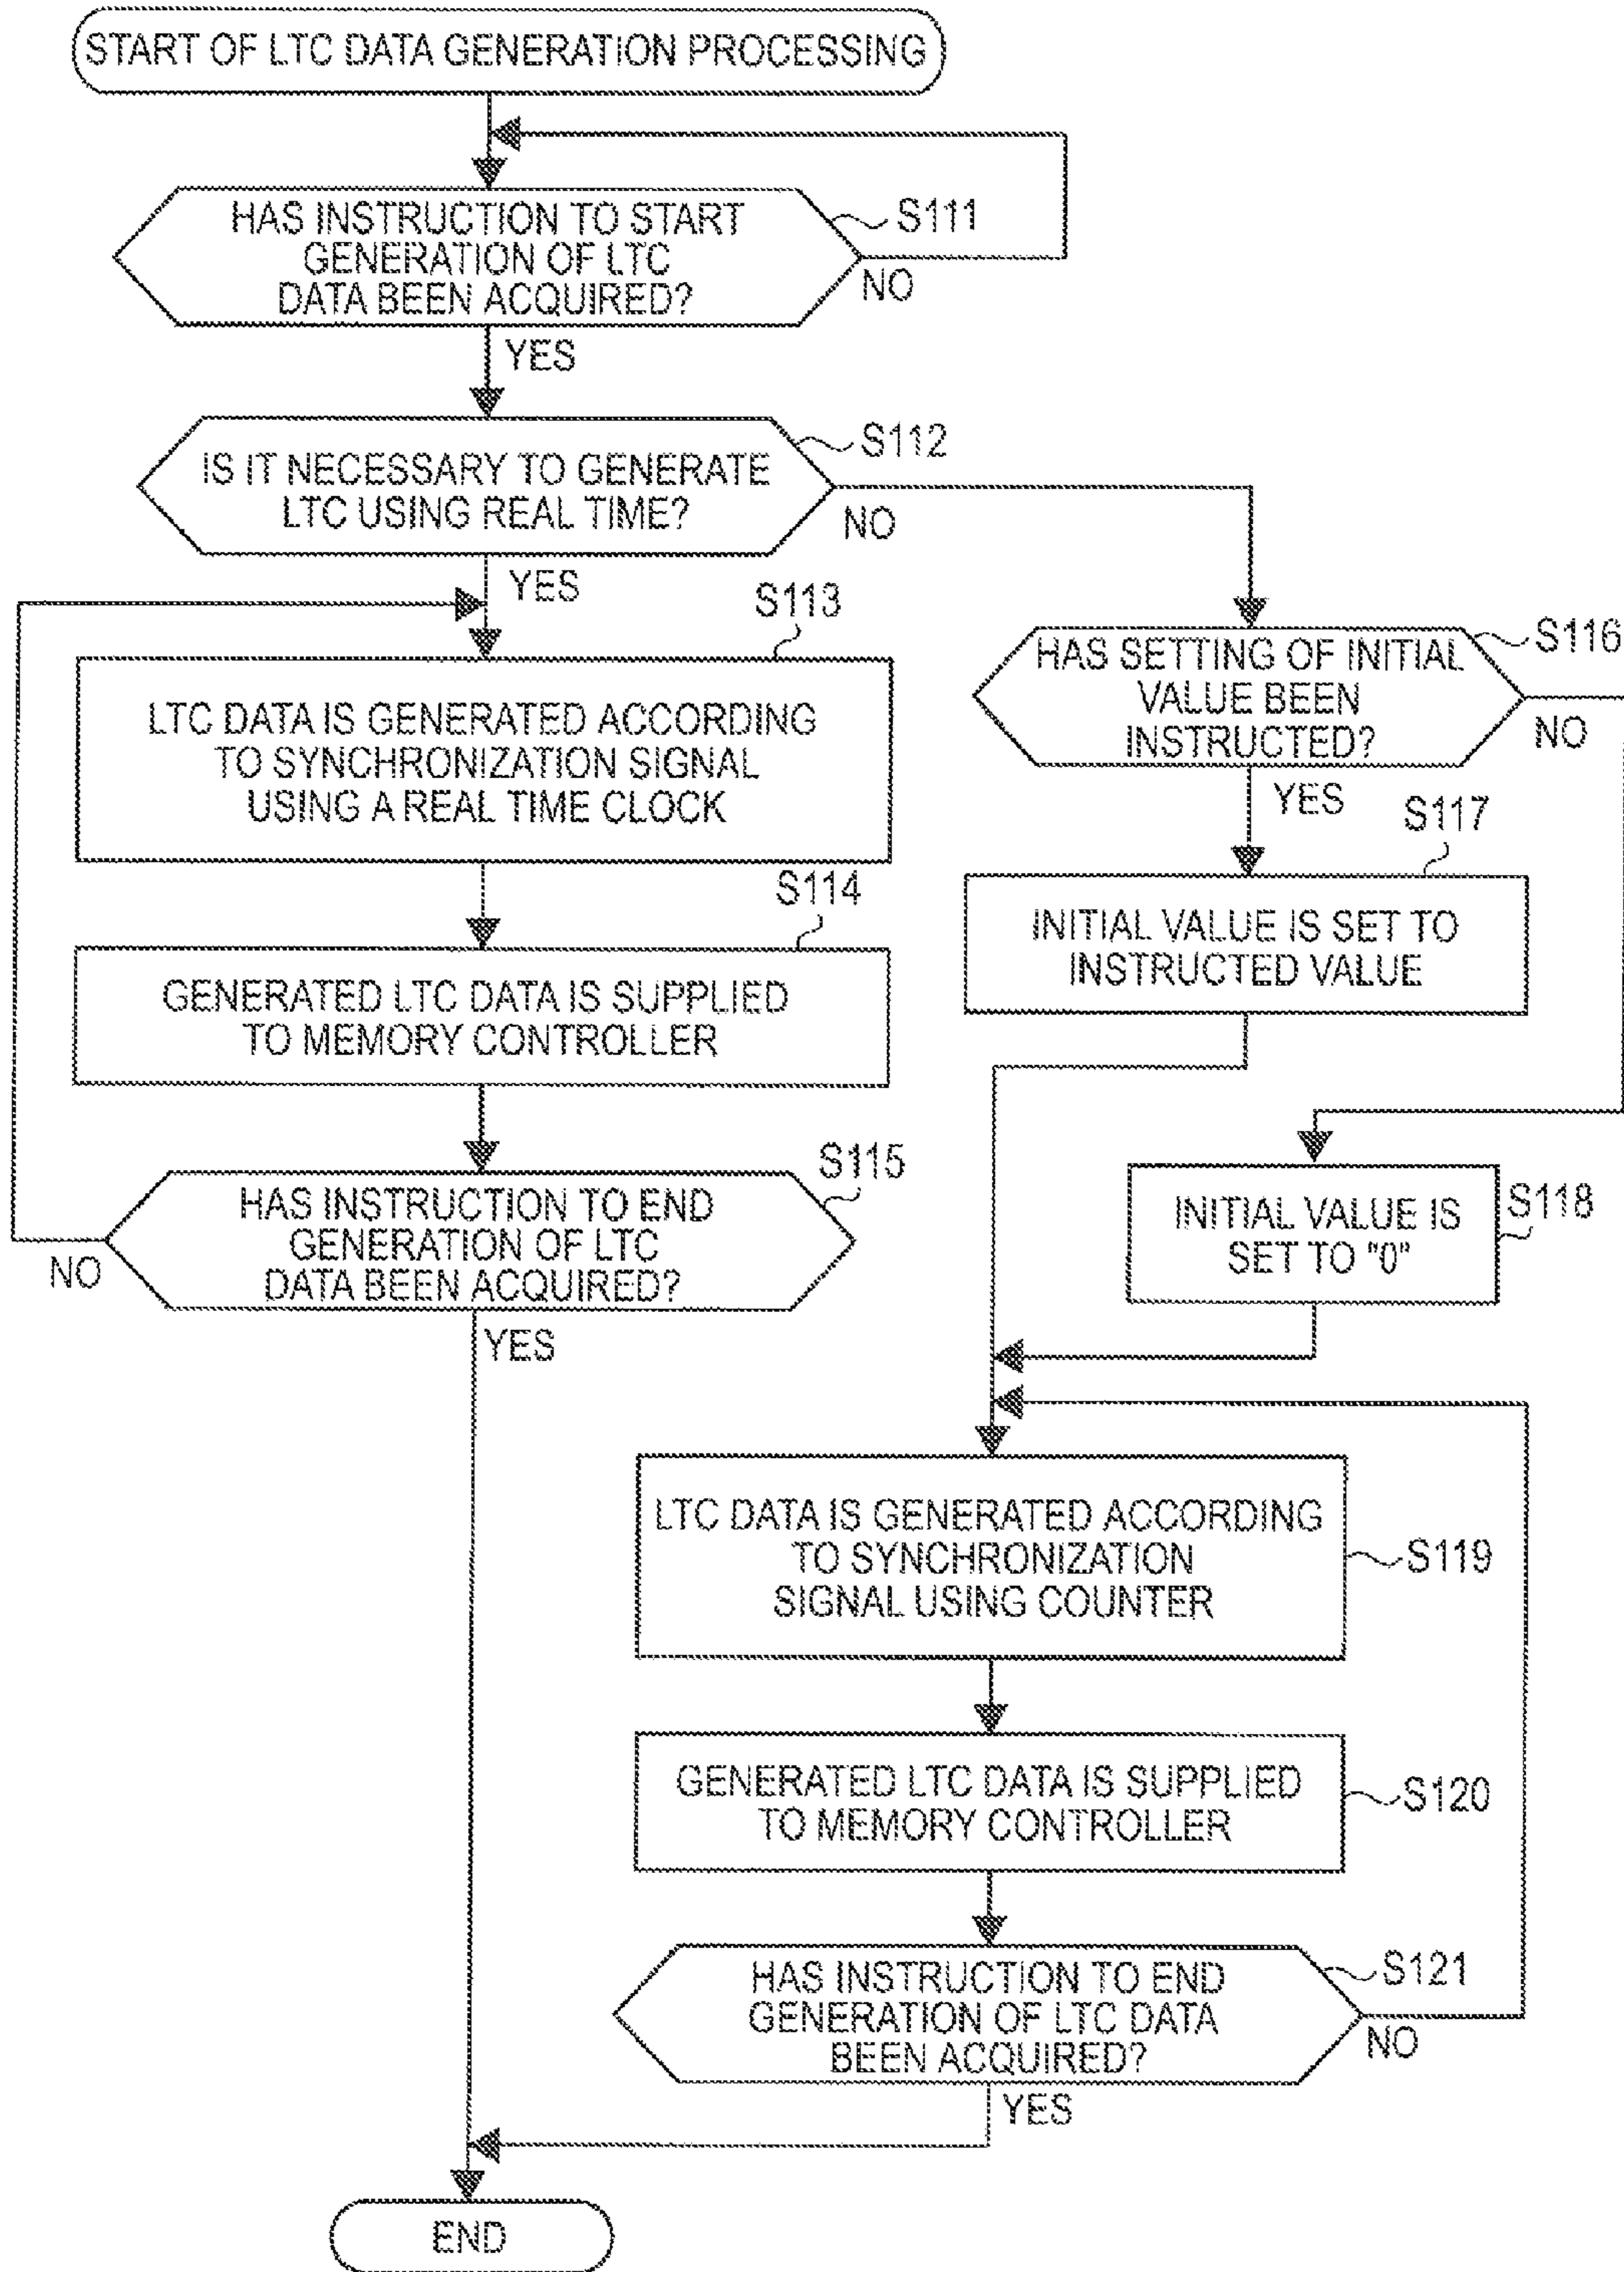 START OF LTC DATA GENERATION PROCESSING
HAS INSTRUCTION TO START
GENERATION OF LTC
DATA BEEN ACQUIRED?
S111
NO
YES
IS IT NECESSARY TO GENERATE
LTC USING REAL TIME?
S112
NO
YES
S113
LTC DATA IS GENERATED ACCORDING
TO SYNCHRONIZATION SIGNAL
USING A REAL TIME CLOCK
S114
GENERATED LTC DATA IS SUPPLIED
TO MEMORY CONTROLLER
S115
HAS INSTRUCTION TO END
GENERATION OF LTC
DATA BEEN ACQUIRED?
NO
YES
HAS SETTING OF INITIAL
VALUE BEEN
INSTRUCTED?
S116
NO
YES
S117
INITIAL VALUE IS SET TO
INSTRUCTED VALUE
INITIAL VALUE IS
SET TO "0"
S118
LTC DATA IS GENERATED ACCORDING
TO SYNCHRONIZATION
SIGNAL USING COUNTER
S119
GENERATED LTC DATA IS SUPPLIED
TO MEMORY CONTROLLER
S120
HAS INSTRUCTION TO END
GENERATION OF LTC DATA
BEEN ACQUIRED?
S121
NO
YES
END